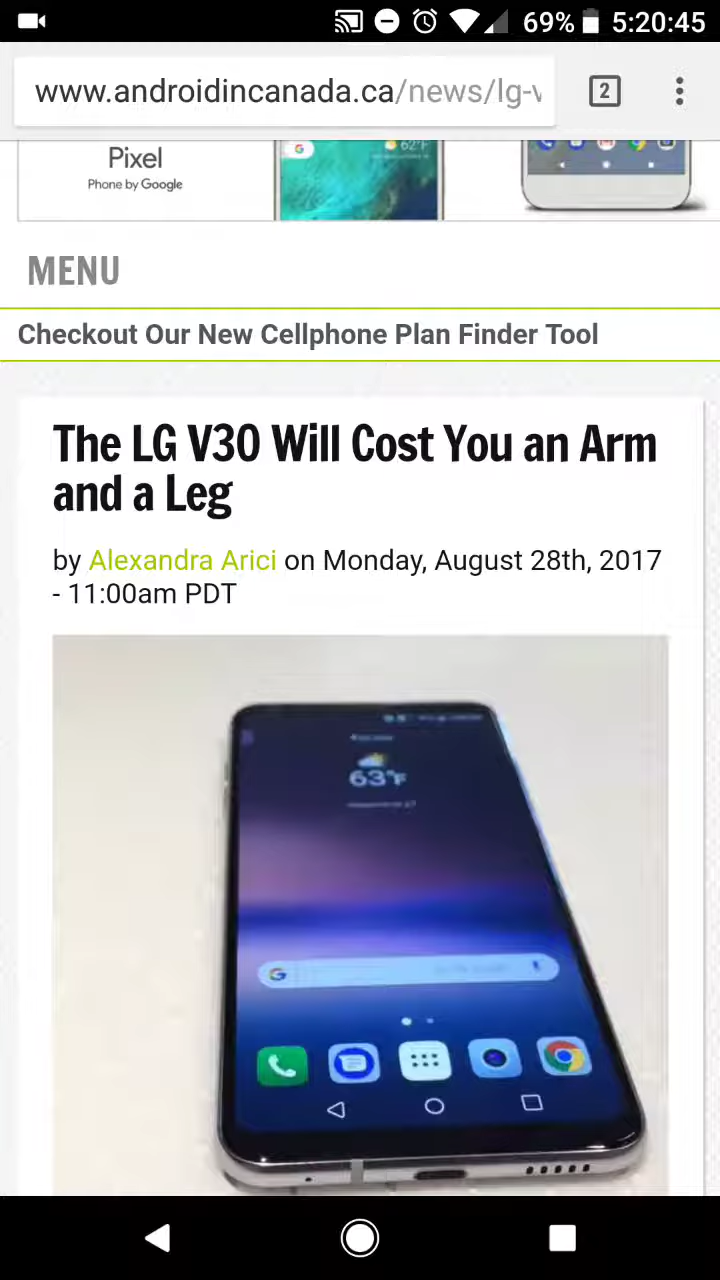 69% 5:20:45
www.androidincanada.ca/news/lg-v
2
Pixel
Phone by Google
62°F
MENU
Checkout Our New Cellphone Plan Finder Tool
The LG V30 Will Cost You an Arm
and a Leg
by Alexandra Arici on Monday, August 28th, 2017
- 11:00am PDT
63°F